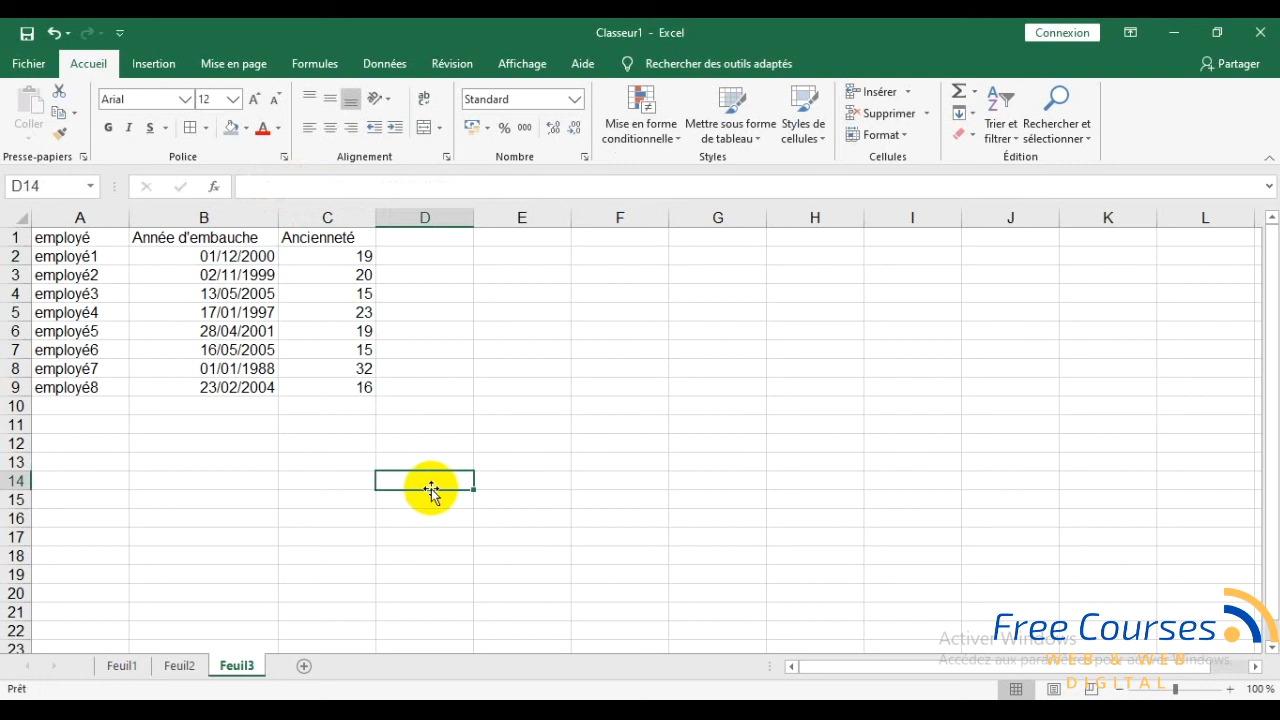 Classeur1 - Excel
Connexion
Fichier Accueil Insertion Mise en page Formules Données Révision Affichage Aide Rechercher des outils adaptés Partager
Coller
Presse-papiers
Arial 12
G I S
Police
Alignement
Standard
% 000
Nombre
Mise en forme conditionnelle
Mettre sous forme de tableau
Styles de cellules
Styles
Insérer
Supprimer
Format
Cellules
Trier et filtrer
Rechercher et sélectionner
Édition
D14 fx
A B C D E F G H I J K L
1 employé Année d'embauche Ancienneté
2 employé1 01/12/2000 19
3 employé2 02/11/1999 20
4 employé3 13/05/2005 15
5 employé4 17/01/1997 23
6 employé5 28/04/2001 19
7 employé6 16/05/2005 15
8 employé7 01/01/1988 32
9 employé8 23/02/2004 16
10
11
12
13
14
15
16
17
18
19
20
21
22
23
Free Courses
WEB & WEB
DIGITAL
Activer Windows
Accédez aux paramètres pour activer Windows.
Feuil1 Feuil2 Feuil3
Prêt
100 %